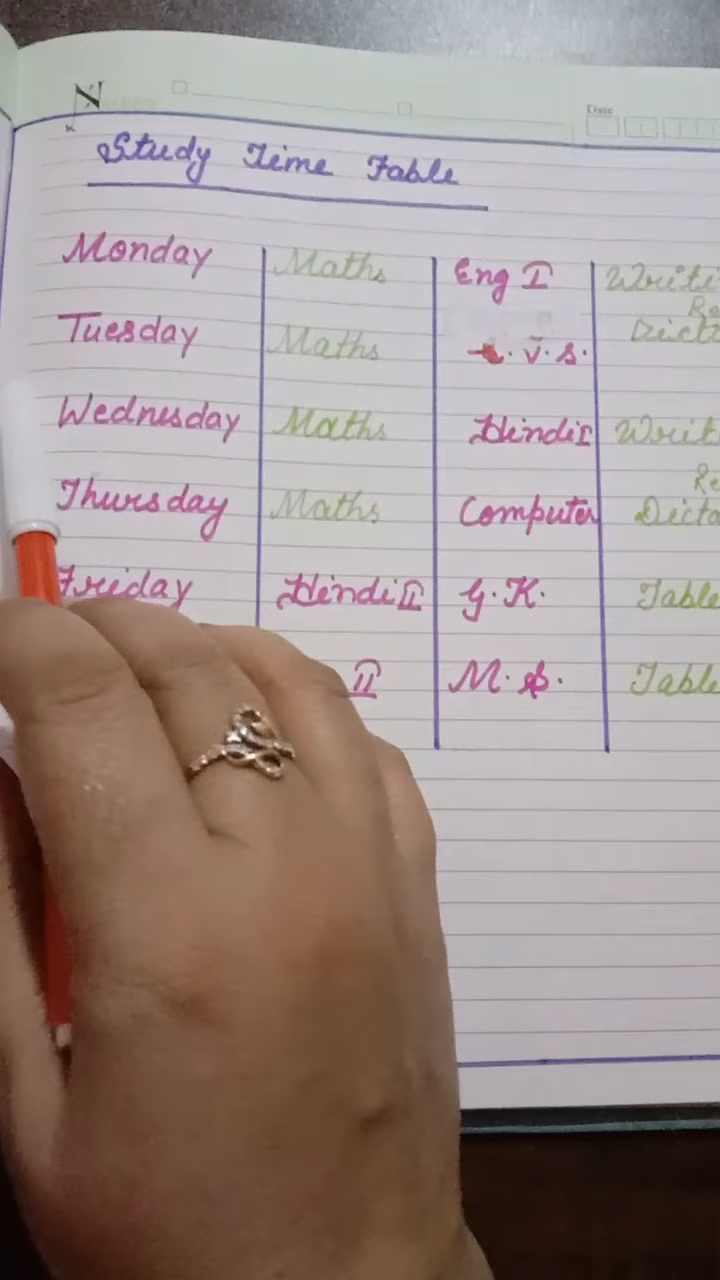 Date
Study Time Table
Monday Maths Eng I
Tuesday Maths E.V.S.
Wednesday Maths Hindi I
Thursday Maths Computer
Friday Hindi II G.K. Table
II M.S. Table